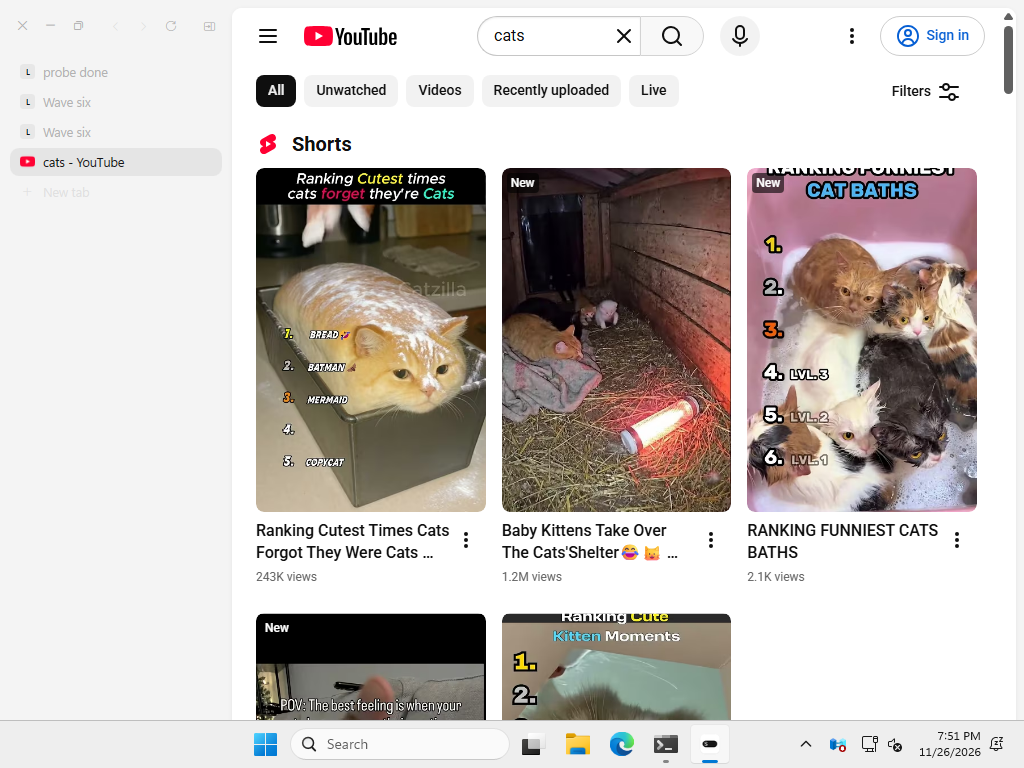 probe done
Wave six
Wave six
cats - YouTube
New tab
YouTube
cats
Sign in
All
Unwatched
Videos
Recently uploaded
Live
Filters
Shorts
Ranking Cutest times
cats forget they're Cats
Catzilla
1. BREAD
2. BATMAN
3. MERMAID
4.
5. COPYCAT
New
New
RANKING FUNNIEST
CAT BATHS
1.
2.
3.
4. LVL. 3
5. LVL. 2
6. LVL. 1
Ranking Cutest Times Cats
Forgot They Were Cats ...
243K views
Baby Kittens Take Over
The Cats'Shelter😂 😹 ...
1.2M views
RANKING FUNNIEST CATS
BATHS
2.1K views
New
POV: The best feeling is when your
Ranking Cute
Kitten Moments
1.
2.
Search
7:51 PM
11/26/2026